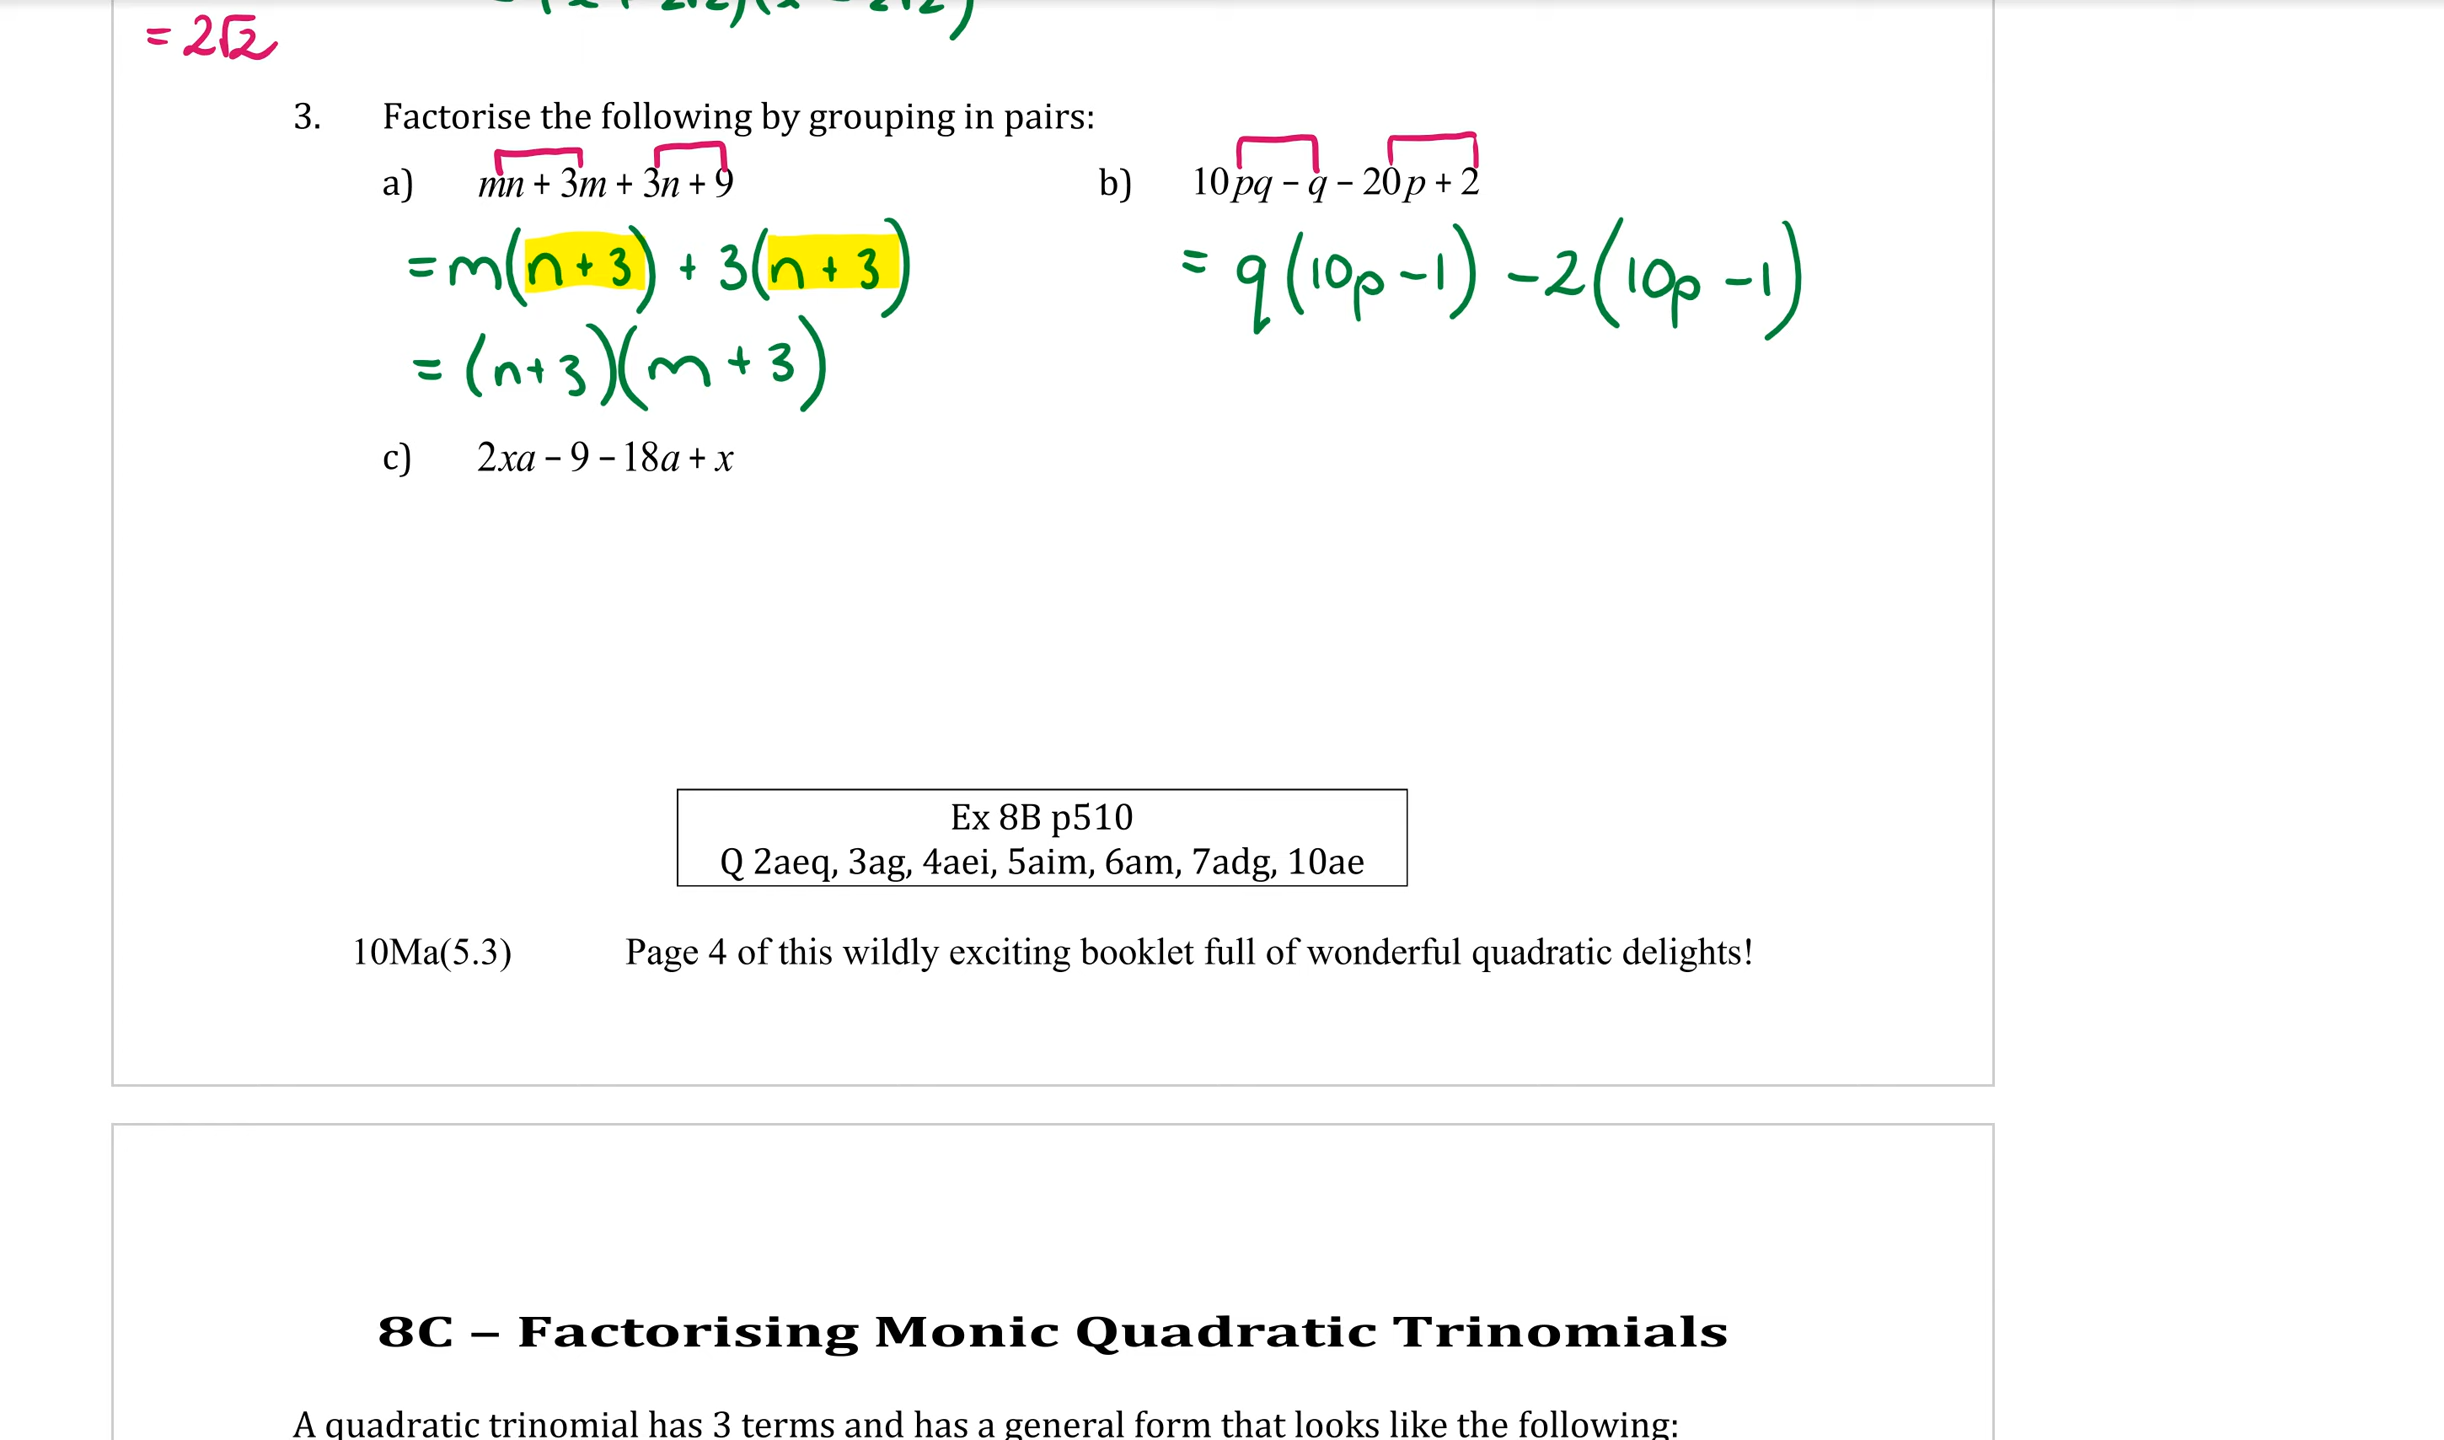 = 2√2
3. Factorise the following by grouping in pairs:
a) mn + 3m + 3n + 9
= m(n + 3) + 3(n + 3)
= (n+3)(m + 3)
b) 10pq – q – 20p + 2
= q(10p – 1) – 2(10p – 1)
c) 2xa – 9 – 18a + x
Ex 8B p510
Q 2aeq, 3ag, 4aei, 5aim, 6am, 7adg, 10ae
10Ma(5.3) Page 4 of this wildly exciting booklet full of wonderful quadratic delights!
8C – Factorising Monic Quadratic Trinomials
A quadratic trinomial has 3 terms and has a general form that looks like the following: